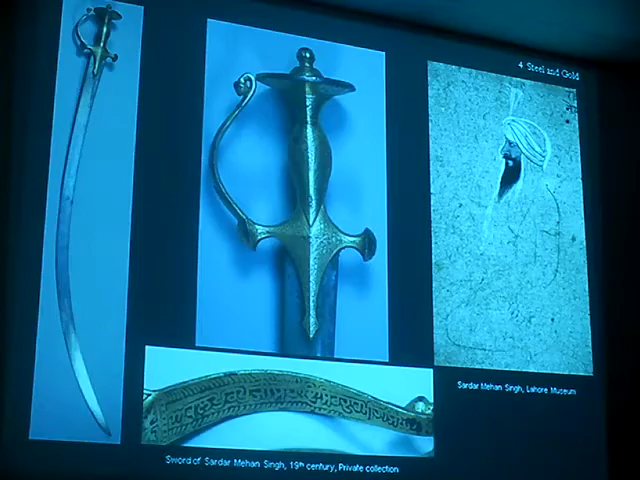 4. Steel and Gold
Sardar Mehan Singh, Lahore Museum
Sword of Sardar Mehan Singh, 19th century, Private collection